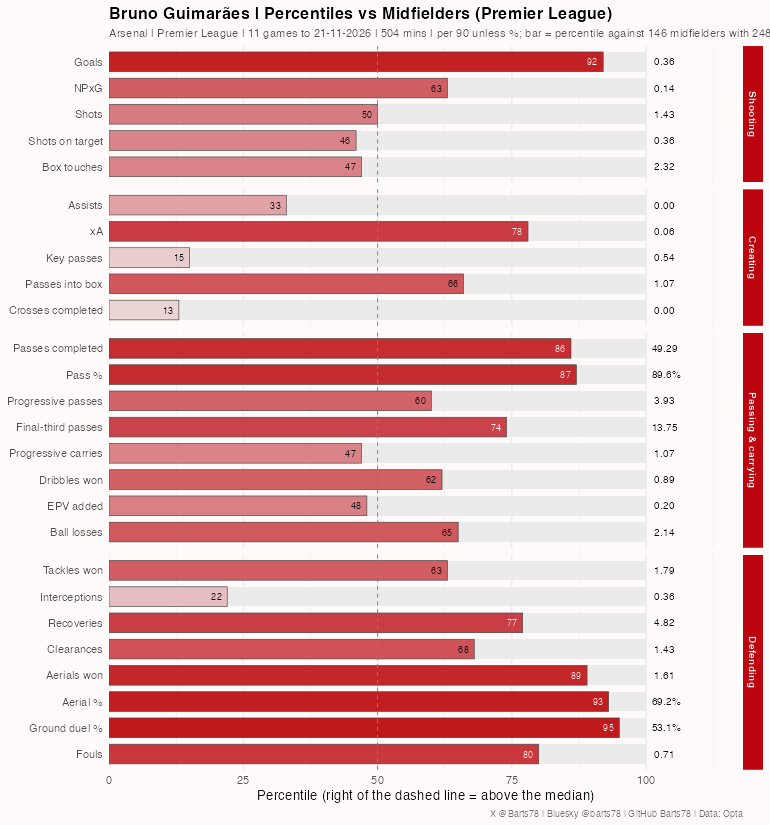 Bruno Guimarães | Percentiles vs Midfielders (Premier League)
Arsenal | Premier League | 11 games to 21-11-2026 | 504 mins | per 90 unless %; bar = percentile against 146 midfielders with 248
Shooting
Goals 92 0.36
NPxG 63 0.14
Shots 50 1.43
Shots on target 46 0.36
Box touches 47 2.32
Creating
Assists 33 0.00
xA 78 0.06
Key passes 15 0.54
Passes into box 66 1.07
Crosses completed 13 0.00
Passing & carrying
Passes completed 86 49.29
Pass % 87 89.6%
Progressive passes 60 3.93
Final-third passes 74 13.75
Progressive carries 47 1.07
Dribbles won 62 0.89
EPV added 48 0.20
Ball losses 65 2.14
Defending
Tackles won 63 1.79
Interceptions 22 0.36
Recoveries 77 4.82
Clearances 68 1.43
Aerials won 89 1.61
Aerial % 93 69.2%
Ground duel % 95 53.1%
Fouls 80 0.71
0 25 50 75 100
Percentile (right of the dashed line = above the median)
X @Barts78 | Bluesky @barts78 | GitHub Barts78 | Data: Opta